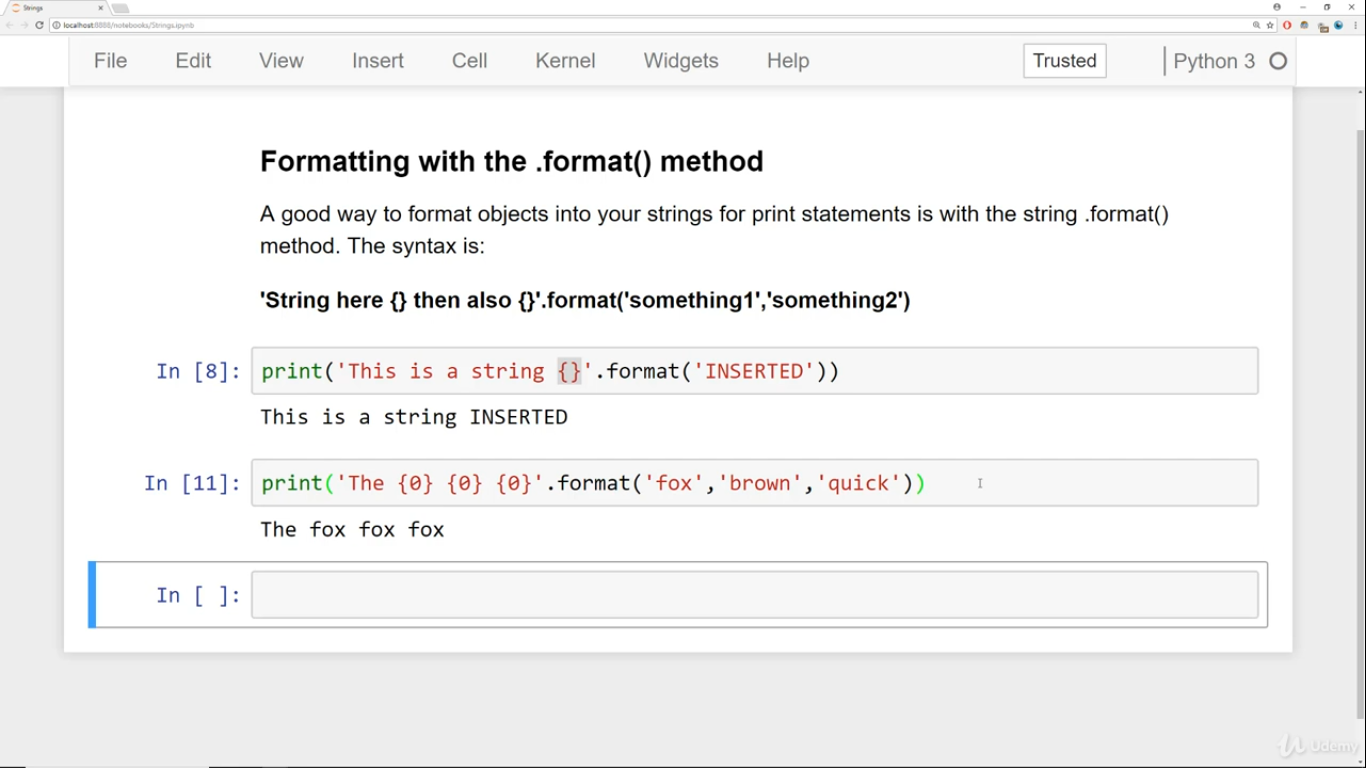 Strings
localhost:8888/notebooks/Strings.ipynb
File Edit View Insert Cell Kernel Widgets Help Trusted Python 3
Formatting with the .format() method
A good way to format objects into your strings for print statements is with the string .format()
method. The syntax is:
'String here {} then also {}'.format('something1','something2')
In [8]: print('This is a string {}'.format('INSERTED'))
This is a string INSERTED
In [11]: print('The {0} {0} {0}'.format('fox','brown','quick'))
The fox fox fox
In [ ]:
Udemy